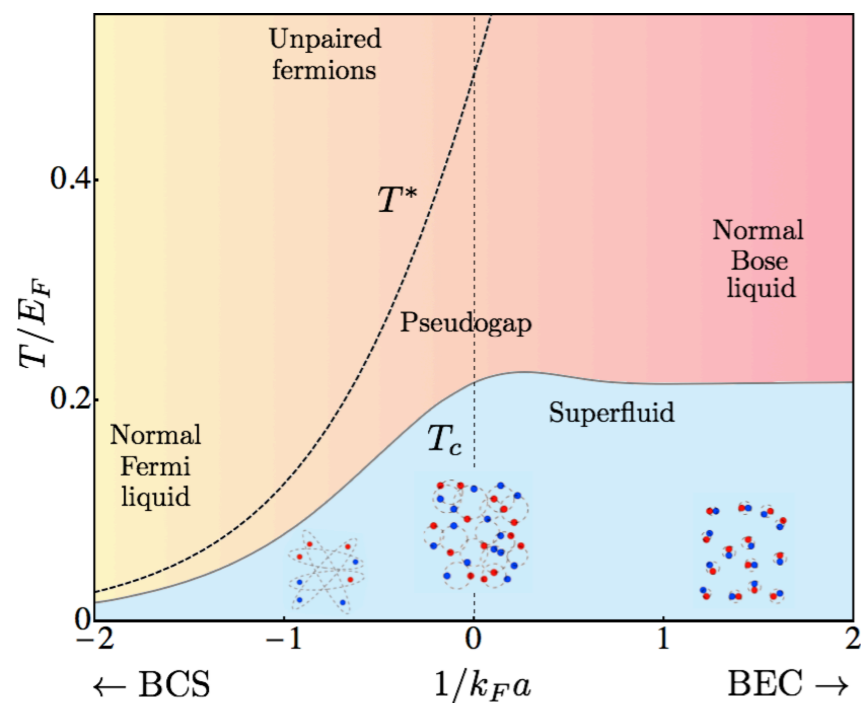 Unpaired
fermions
T*
Normal
Bose
liquid
Pseudogap
Superfluid
T_c
Normal
Fermi
liquid
T/E_F
0.4
0.2
0
−2
−1
0
1
2
← BCS
1/k_F a
BEC →